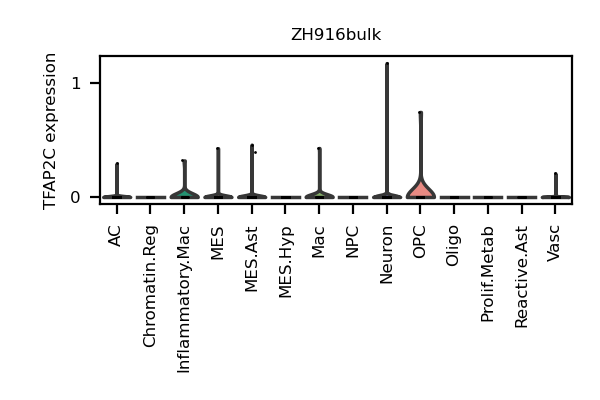 ZH916bulk
TFAP2C expression
1
0
AC
Chromatin.Reg
Inflammatory.Mac
MES
MES.Ast
MES.Hyp
Mac
NPC
Neuron
OPC
Oligo
Prolif.Metab
Reactive.Ast
Vasc